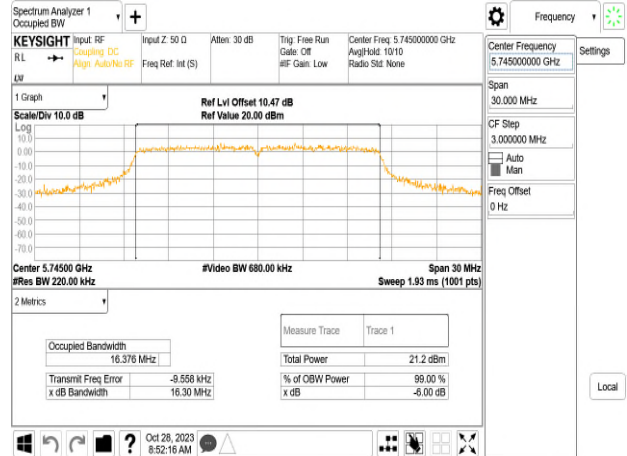 Spectrum Analyzer 1
Occupied BW
Frequency
KEYSIGHT
RL
Input: RF
Coupling: DC
Align: Auto/No RF
Input Z: 50 Ω
Freq Ref: Int (S)
Atten: 30 dB
Trig: Free Run
Gate: Off
#IF Gain: Low
Center Freq: 5.745000000 GHz
Avg|Hold: 10/10
Radio Std: None
LXI
Center Frequency
5.745000000 GHz
Settings
Span
30.000 MHz
CF Step
3.000000 MHz
Auto
Man
Freq Offset
0 Hz
Local
1 Graph
Scale/Div 10.0 dB
Ref Lvl Offset 10.47 dB
Ref Value 20.00 dBm
Log
10.0
0.00
-10.0
-20.0
-30.0
-40.0
-50.0
-60.0
-70.0
Center 5.74500 GHz
#Video BW 680.00 kHz
Span 30 MHz
#Res BW 220.00 kHz
Sweep 1.93 ms (1001 pts)
2 Metrics
Measure Trace Trace 1
Occupied Bandwidth
16.376 MHz
Total Power 21.2 dBm
Transmit Freq Error -9.558 kHz
% of OBW Power 99.00 %
x dB Bandwidth 16.30 MHz
x dB -6.00 dB
?
Oct 28, 2023
8:52:16 AM